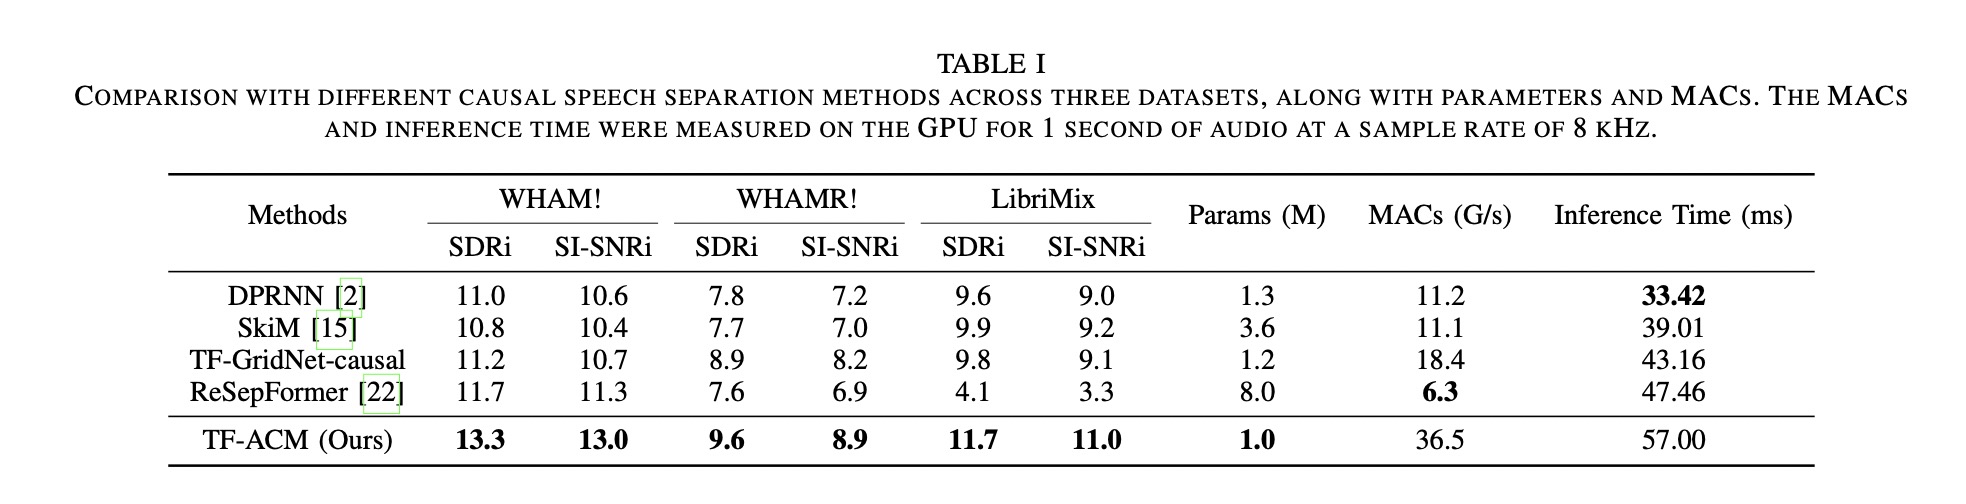 TABLE I
COMPARISON WITH DIFFERENT CAUSAL SPEECH SEPARATION METHODS ACROSS THREE DATASETS, ALONG WITH PARAMETERS AND MACS. THE MACS
AND INFERENCE TIME WERE MEASURED ON THE GPU FOR 1 SECOND OF AUDIO AT A SAMPLE RATE OF 8 KHZ.
Methods WHAM! WHAMR! LibriMix Params (M) MACs (G/s) Inference Time (ms)
SDRi SI-SNRi SDRi SI-SNRi SDRi SI-SNRi
DPRNN [2] 11.0 10.6 7.8 7.2 9.6 9.0 1.3 11.2 33.42
SkiM [15] 10.8 10.4 7.7 7.0 9.9 9.2 3.6 11.1 39.01
TF-GridNet-causal 11.2 10.7 8.9 8.2 9.8 9.1 1.2 18.4 43.16
ReSepFormer [22] 11.7 11.3 7.6 6.9 4.1 3.3 8.0 6.3 47.46
TF-ACM (Ours) 13.3 13.0 9.6 8.9 11.7 11.0 1.0 36.5 57.00